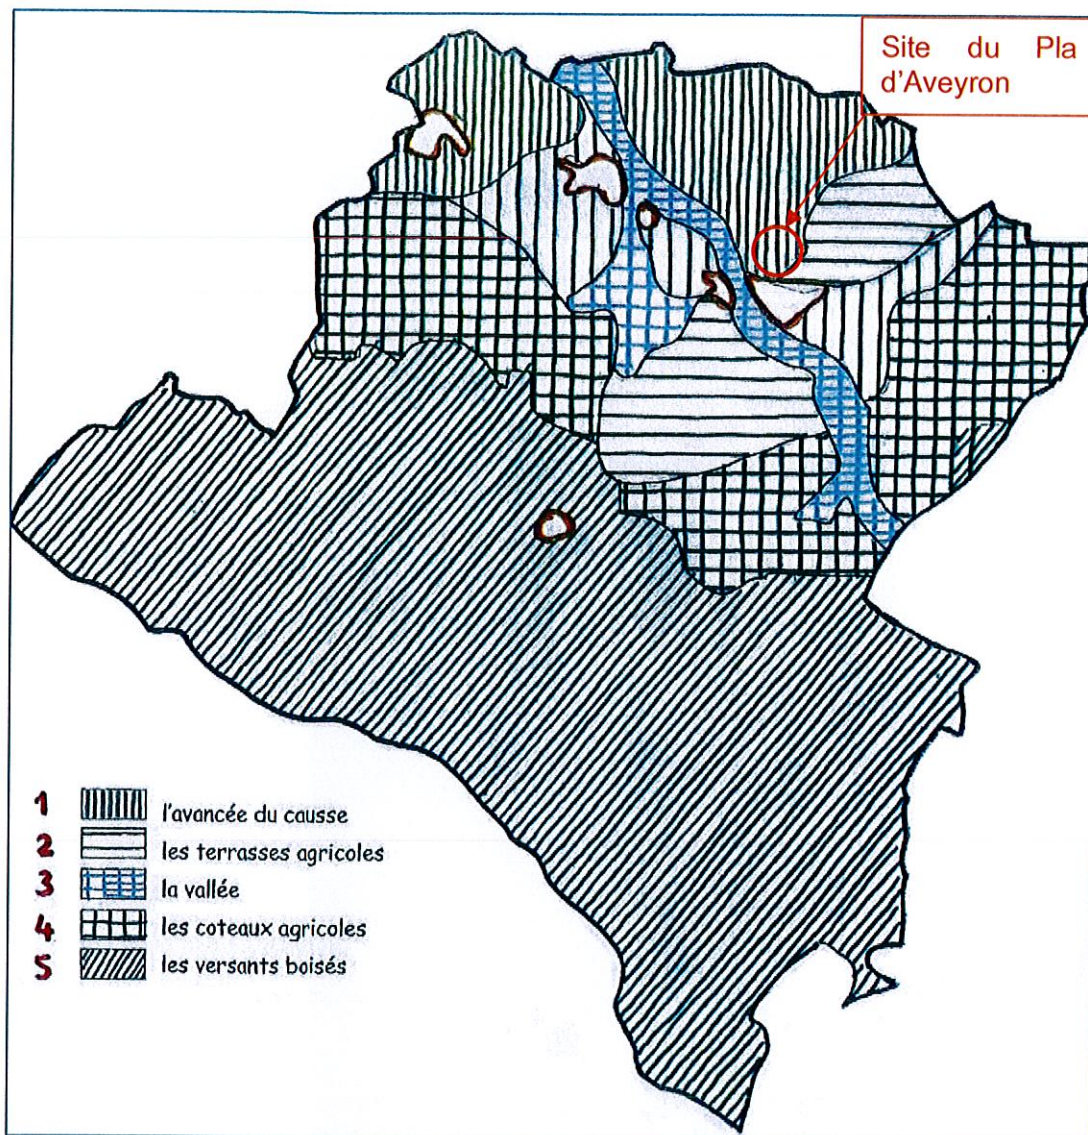 Site du Pla
d'Aveyron
1 l'avancée du causse
2 les terrasses agricoles
3 la vallée
4 les coteaux agricoles
5 les versants boisés